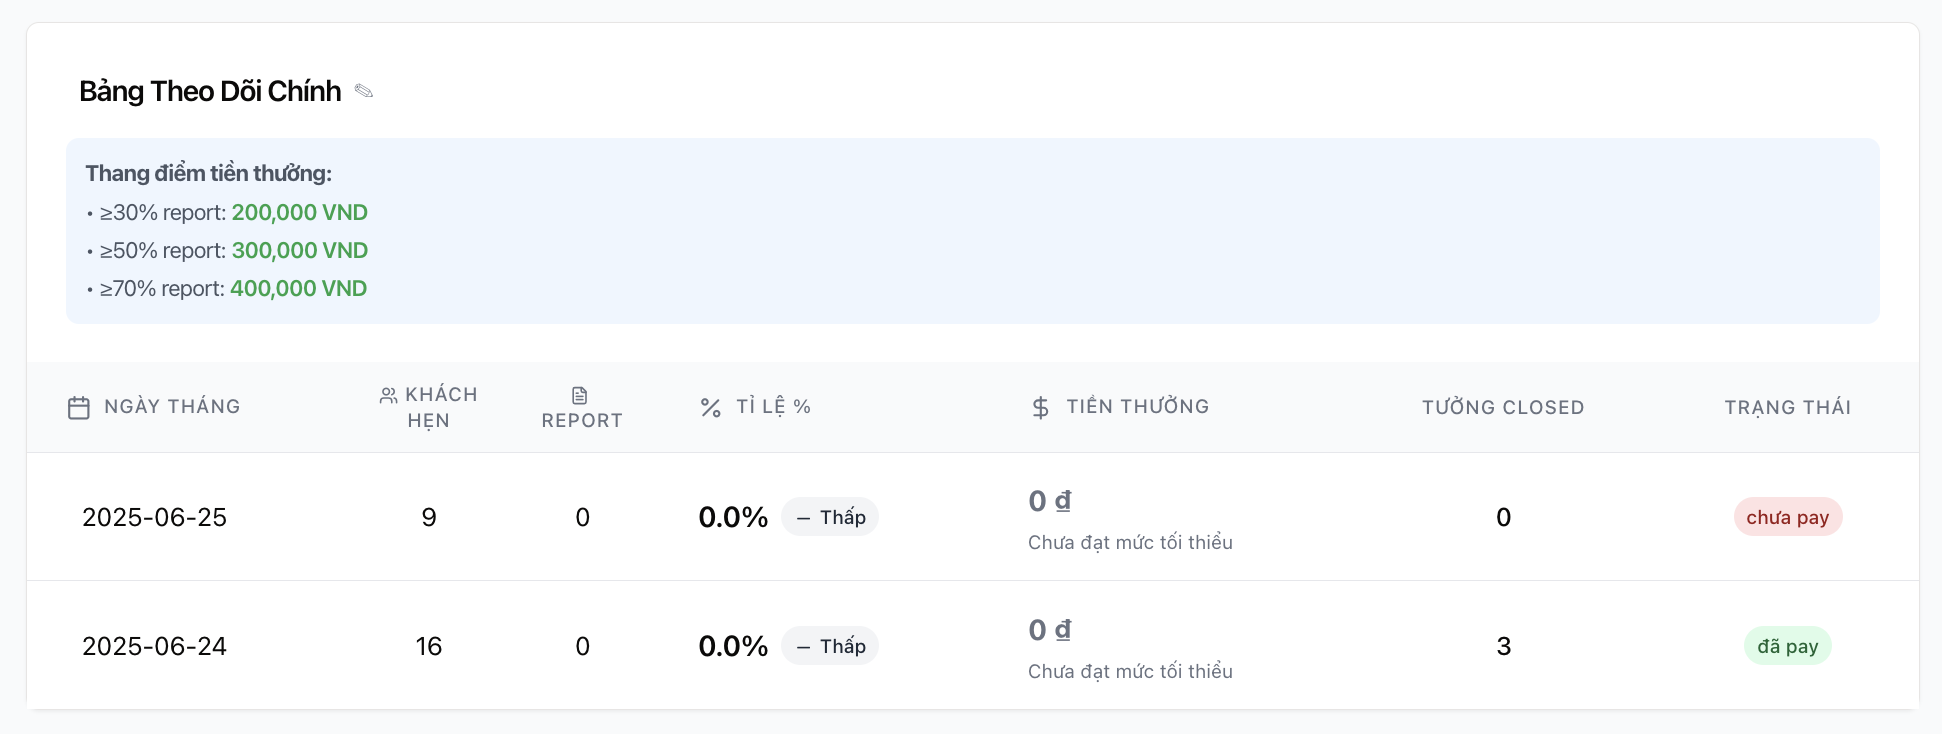 Bảng Theo Dõi Chính
Thang điểm tiền thưởng:
• ≥30% report: 200,000 VND
• ≥50% report: 300,000 VND
• ≥70% report: 400,000 VND
NGÀY THÁNG
KHÁCH
HẸN
REPORT
TỈ LỆ %
TIỀN THƯỞNG
TƯỞNG CLOSED
TRẠNG THÁI
2025-06-25
9
0
0.0%
– Thấp
0 ₫
Chưa đạt mức tối thiểu
0
chưa pay
2025-06-24
16
0
0.0%
– Thấp
0 ₫
Chưa đạt mức tối thiểu
3
đã pay